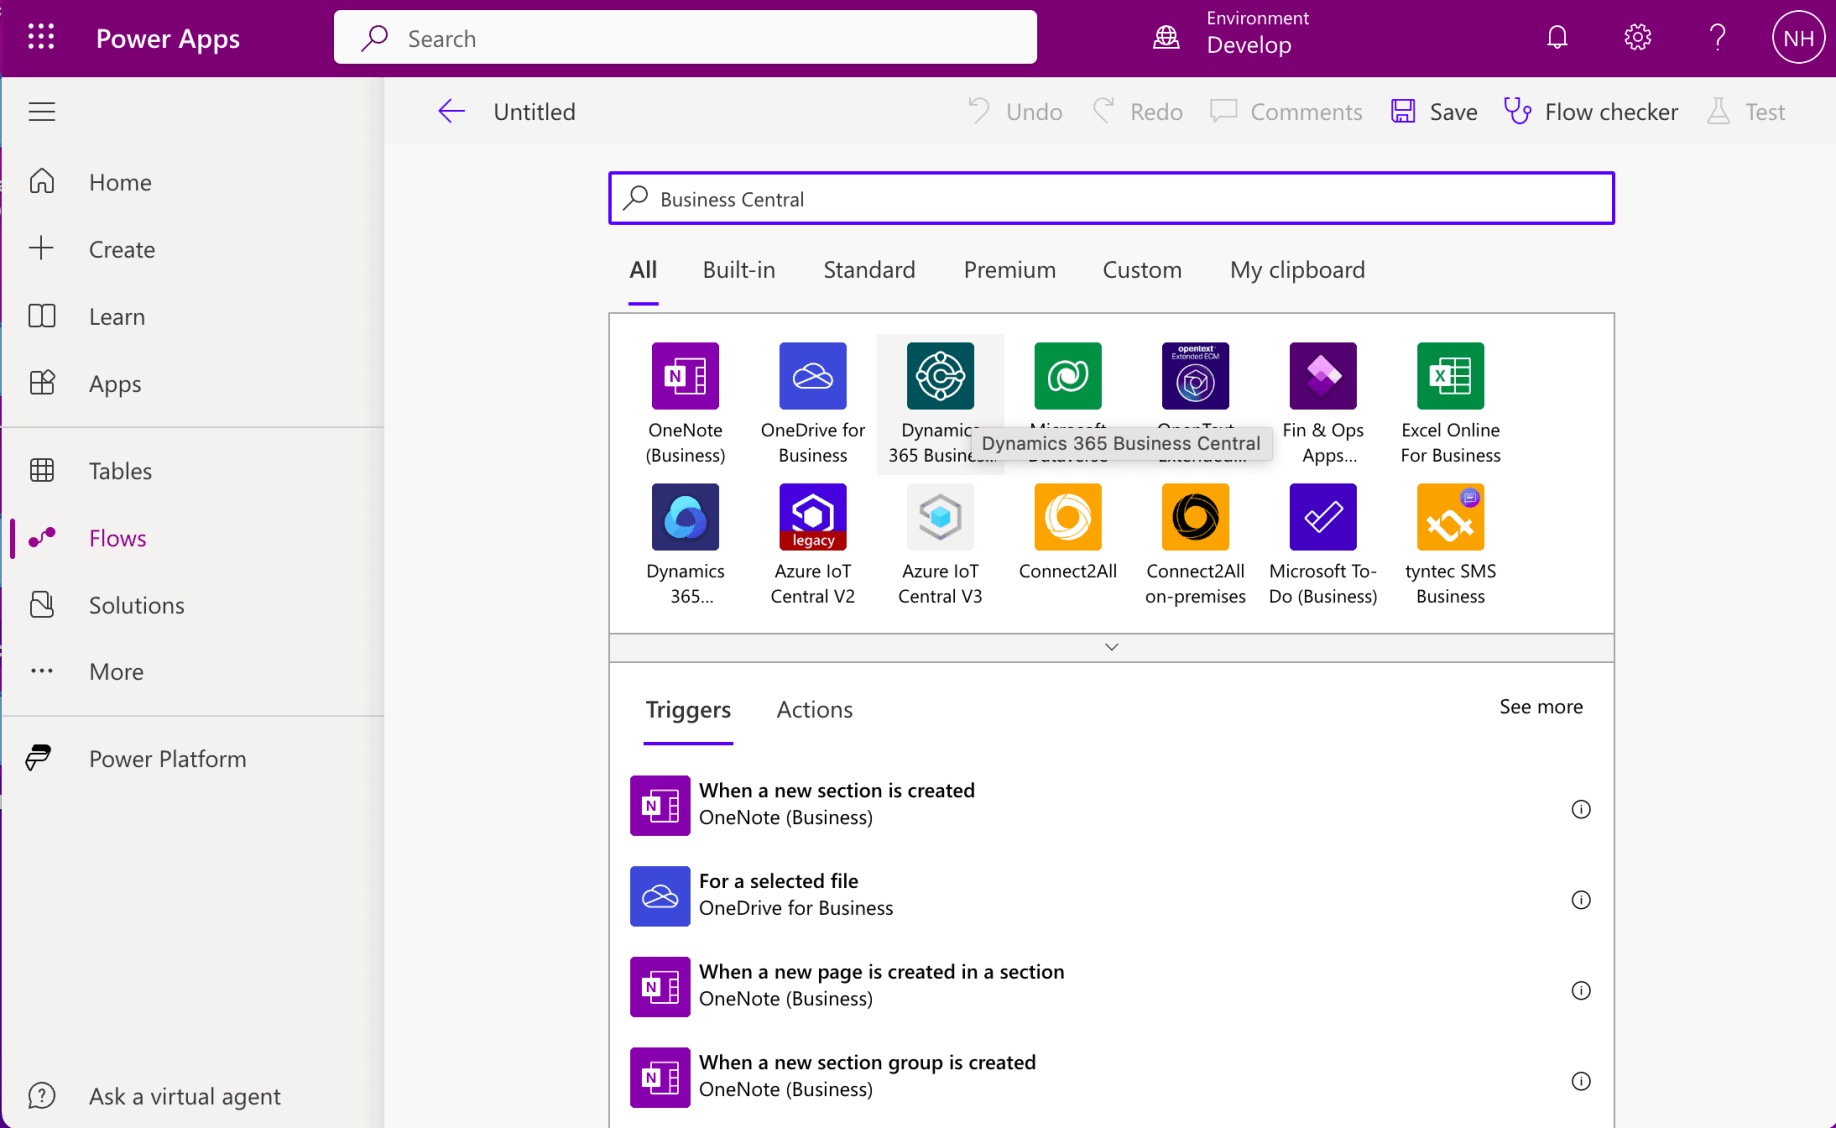 Power Apps
Search
Environment
Develop
NH
Untitled
Undo
Redo
Comments
Save
Flow checker
Test
Home
Create
Learn
Apps
Tables
Flows
Solutions
More
Power Platform
Ask a virtual agent
Business Central
All
Built-in
Standard
Premium
Custom
My clipboard
OneNote
(Business)
OneDrive for
Business
Dynamics
365 Busines...
Dynamics 365 Business Central
opentext
Extended ECM
Fin & Ops
Apps...
Excel Online
For Business
Dynamics
365...
legacy
Azure IoT
Central V2
Azure IoT
Central V3
Connect2All
Connect2All
on-premises
Microsoft To-
Do (Business)
tyntec SMS
Business
Triggers
Actions
See more
When a new section is created
OneNote (Business)
For a selected file
OneDrive for Business
When a new page is created in a section
OneNote (Business)
When a new section group is created
OneNote (Business)